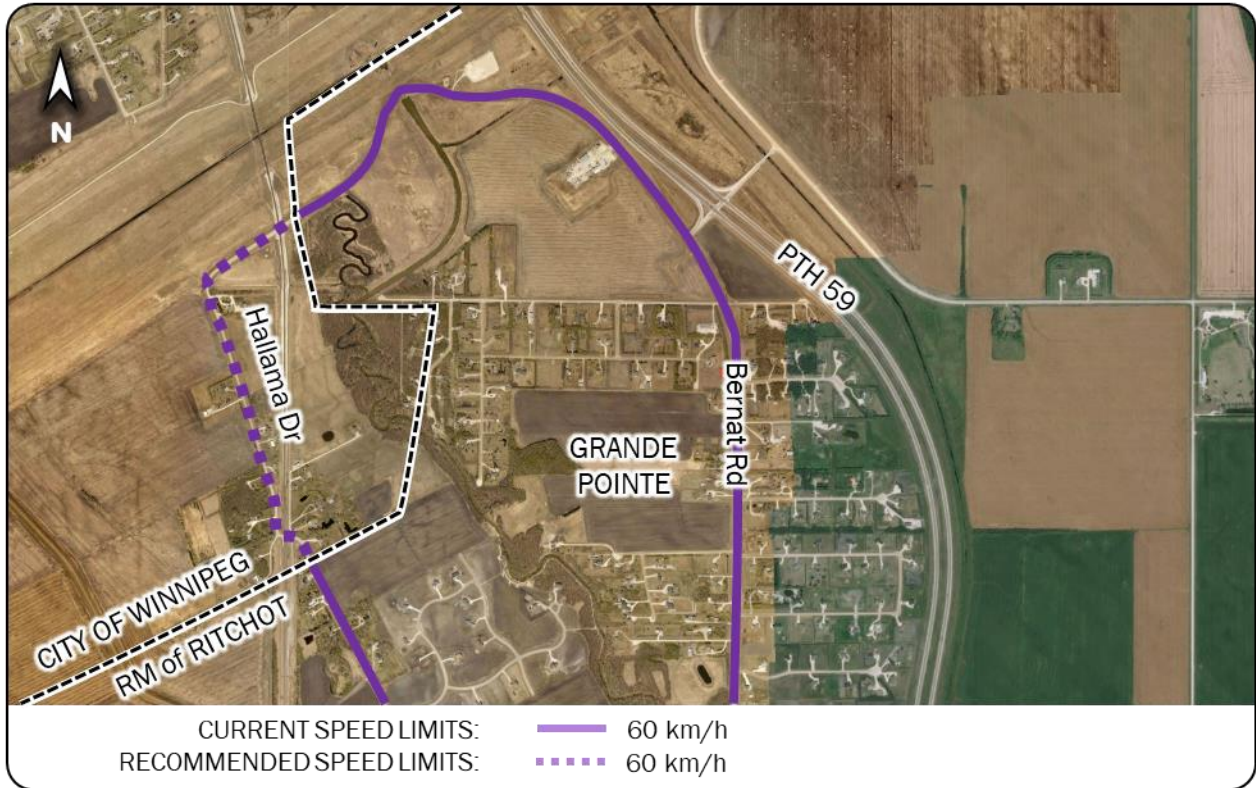 N
PTH 59
Hallama Dr
Bernat Rd
GRANDE
POINTE
CITY OF WINNIPEG
RM of RITCHOT
CURRENT SPEED LIMITS: 60 km/h
RECOMMENDED SPEED LIMITS: 60 km/h